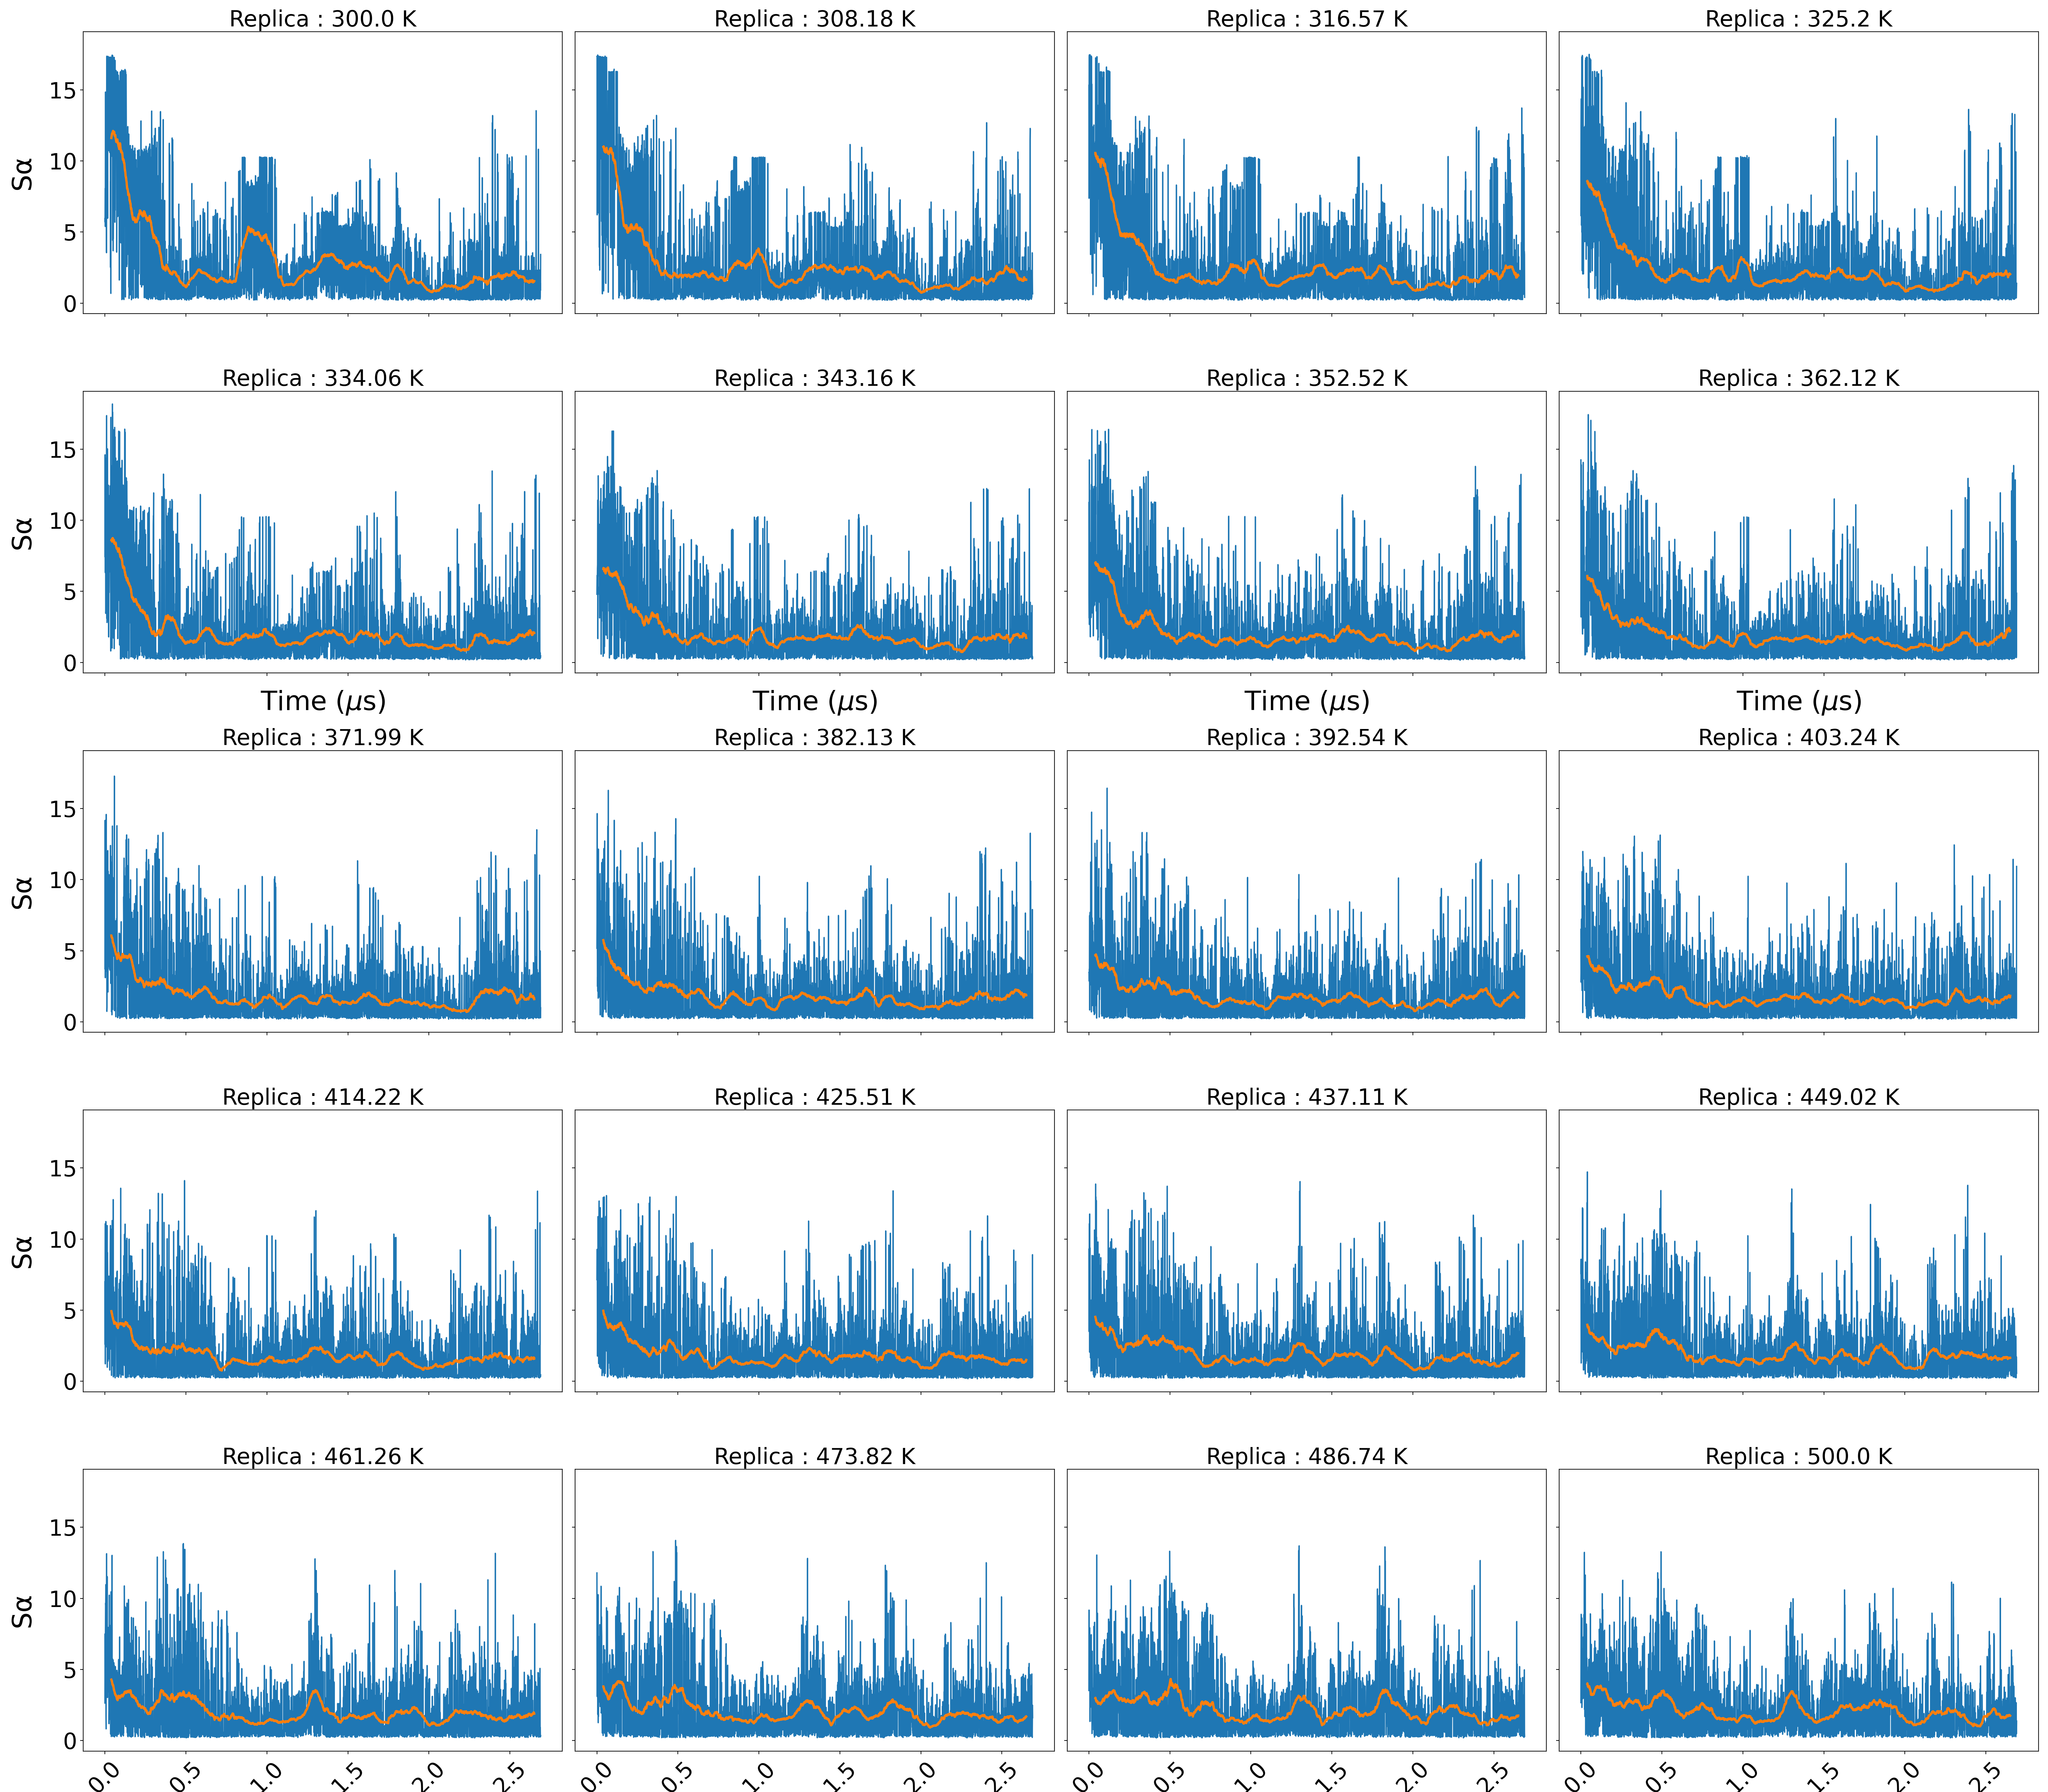 Replica : 300.0 K
Replica : 308.18 K
Replica : 316.57 K
Replica : 325.2 K
Sα
15
10
5
0
Replica : 334.06 K
Replica : 343.16 K
Replica : 352.52 K
Replica : 362.12 K
Sα
15
10
5
0
Time (μs)
Time (μs)
Time (μs)
Time (μs)
Replica : 371.99 K
Replica : 382.13 K
Replica : 392.54 K
Replica : 403.24 K
Sα
15
10
5
0
Replica : 414.22 K
Replica : 425.51 K
Replica : 437.11 K
Replica : 449.02 K
Sα
15
10
5
0
Replica : 461.26 K
Replica : 473.82 K
Replica : 486.74 K
Replica : 500.0 K
Sα
15
10
5
0
0.0 0.5 1.0 1.5 2.0 2.5
0.0 0.5 1.0 1.5 2.0 2.5
0.0 0.5 1.0 1.5 2.0 2.5
0.0 0.5 1.0 1.5 2.0 2.5